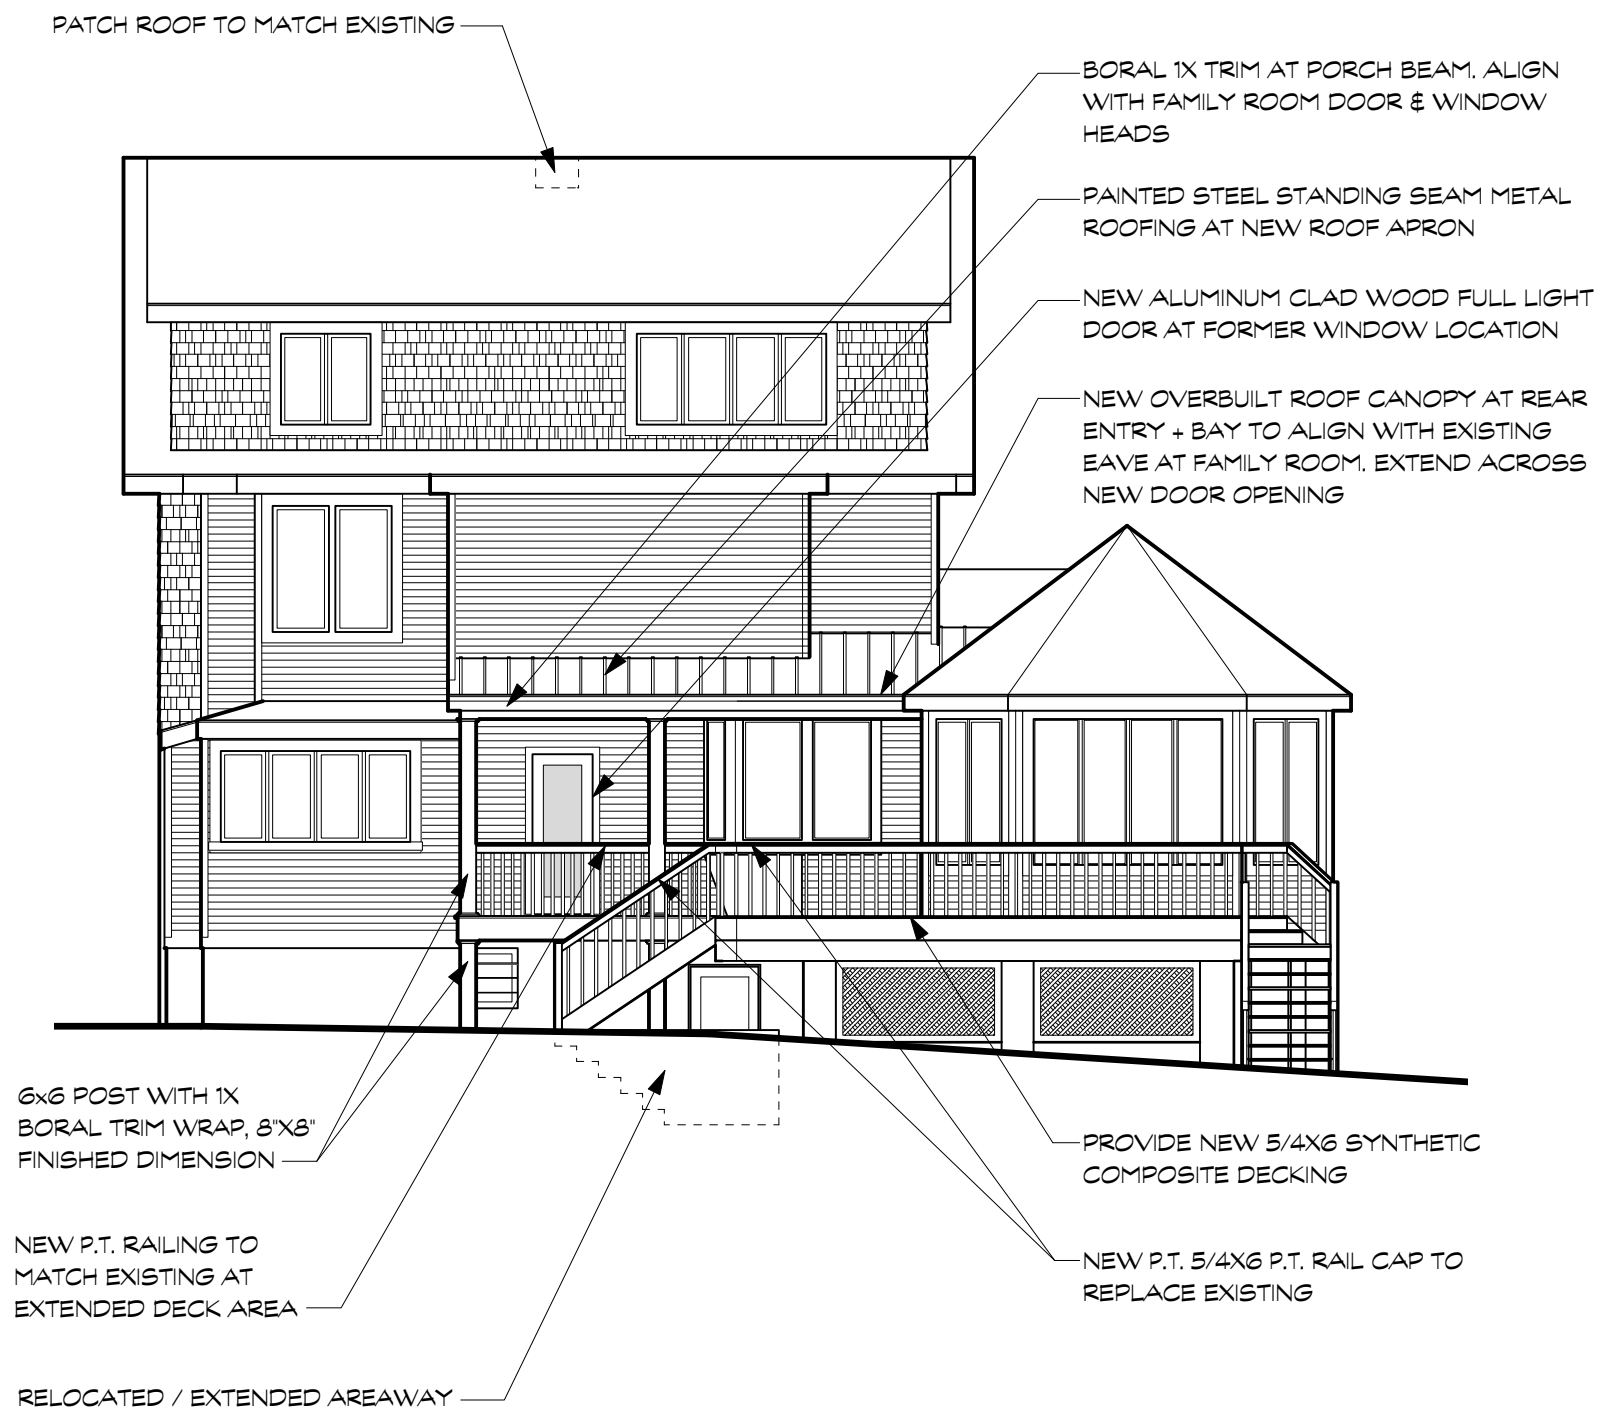 PATCH ROOF TO MATCH EXISTING
BORAL 1X TRIM AT PORCH BEAM. ALIGN
WITH FAMILY ROOM DOOR & WINDOW
HEADS
PAINTED STEEL STANDING SEAM METAL
ROOFING AT NEW ROOF APRON
NEW ALUMINUM CLAD WOOD FULL LIGHT
DOOR AT FORMER WINDOW LOCATION
NEW OVERBUILT ROOF CANOPY AT REAR
ENTRY + BAY TO ALIGN WITH EXISTING
EAVE AT FAMILY ROOM. EXTEND ACROSS
NEW DOOR OPENING
6x6 POST WITH 1X
BORAL TRIM WRAP, 8"X8"
FINISHED DIMENSION
PROVIDE NEW 5/4X6 SYNTHETIC
COMPOSITE DECKING
NEW P.T. RAILING TO
MATCH EXISTING AT
EXTENDED DECK AREA
NEW P.T. 5/4X6 P.T. RAIL CAP TO
REPLACE EXISTING
RELOCATED / EXTENDED AREAWAY